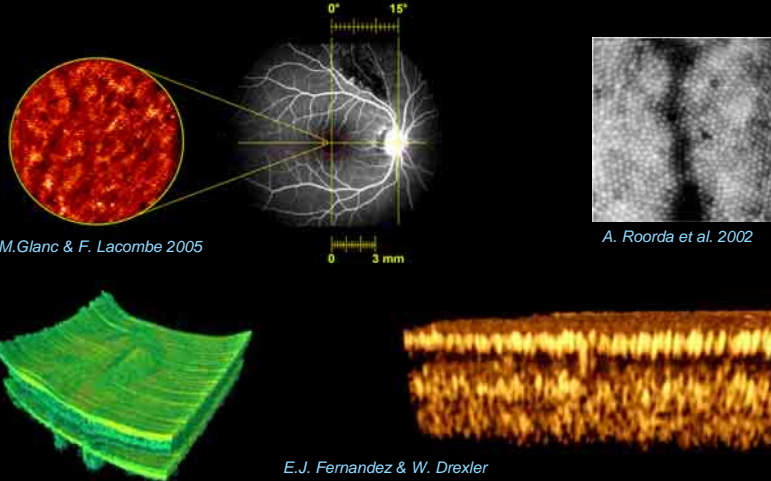 0° 15°
M.Glanc & F. Lacombe 2005
A. Roorda et al. 2002
0 3 mm
E.J. Fernandez & W. Drexler